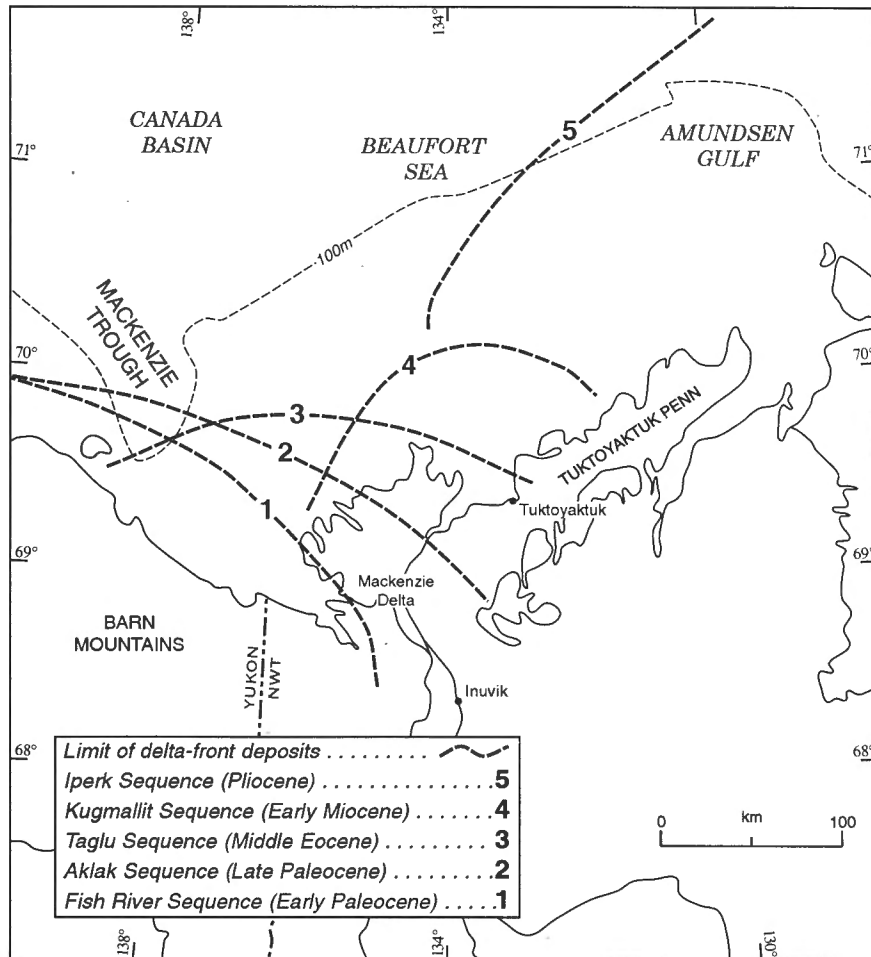 138°
134°
CANADA
BASIN
BEAUFORT
SEA
AMUNDSEN
GULF
5
71°
71°
100m
MACKENZIE
TROUGH
70°
70°
4
3
2
1
TUKTOYAKTUK PENN
Tuktoyaktuk
69°
69°
Mackenzie
Delta
BARN
MOUNTAINS
YUKON
NWT
Inuvik
68°
68°
Limit of delta-front deposits ..........
Iperk Sequence (Pliocene) ..................5
Kugmallit Sequence (Early Miocene) .......4
Taglu Sequence (Middle Eocene) ..........3
Aklak Sequence (Late Paleocene) .........2
Fish River Sequence (Early Paleocene) .....1
0 km 100
138°
134°
130°